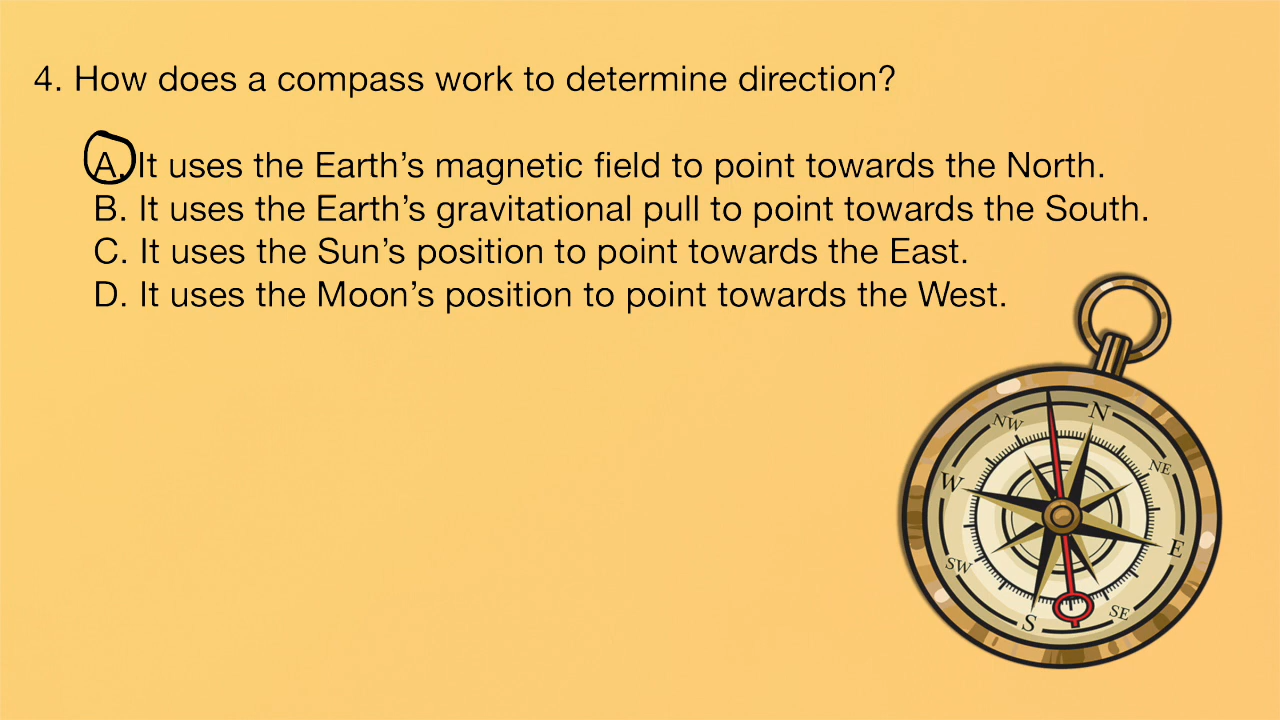 4. How does a compass work to determine direction?
A. It uses the Earth’s magnetic field to point towards the North.
B. It uses the Earth’s gravitational pull to point towards the South.
C. It uses the Sun’s position to point towards the East.
D. It uses the Moon’s position to point towards the West.
N
NW
NE
W
E
SW
SE
S